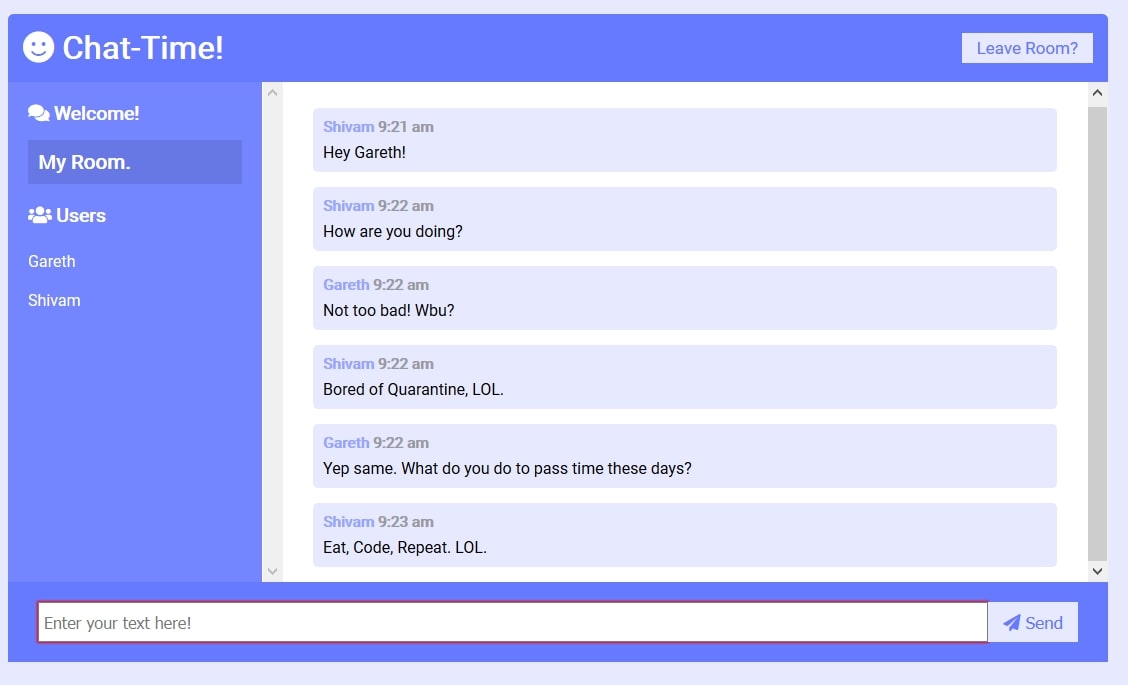 Chat-Time!
Leave Room?
Welcome!
My Room.
Users
Gareth
Shivam
Shivam 9:21 am
Hey Gareth!
Shivam 9:22 am
How are you doing?
Gareth 9:22 am
Not too bad! Wbu?
Shivam 9:22 am
Bored of Quarantine, LOL.
Gareth 9:22 am
Yep same. What do you do to pass time these days?
Shivam 9:23 am
Eat, Code, Repeat. LOL.
Enter your text here!
Send